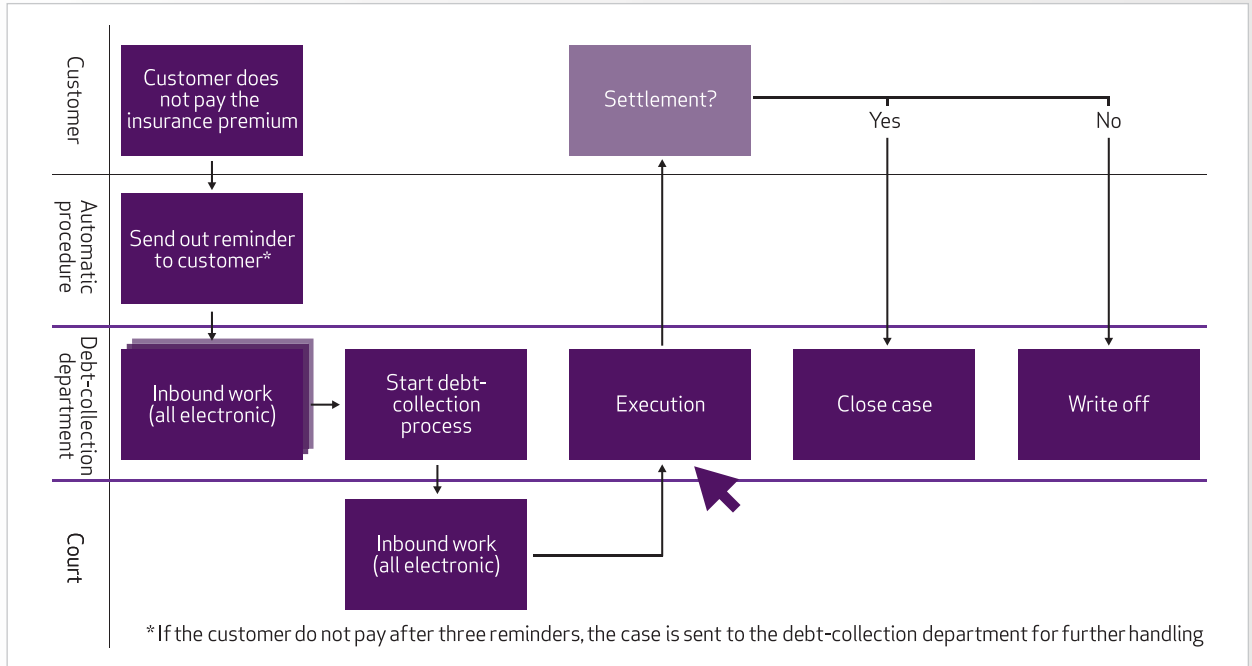 Customer
Customer does
not pay the
insurance premium
Settlement?
Yes
No
Automatic
procedure
Send out reminder
to customer*
Debt-collection
department
Inbound work
(all electronic)
Start debt-
collection
process
Execution
Close case
Write off
Court
Inbound work
(all electronic)
*If the customer do not pay after three reminders, the case is sent to the debt-collection department for further handling